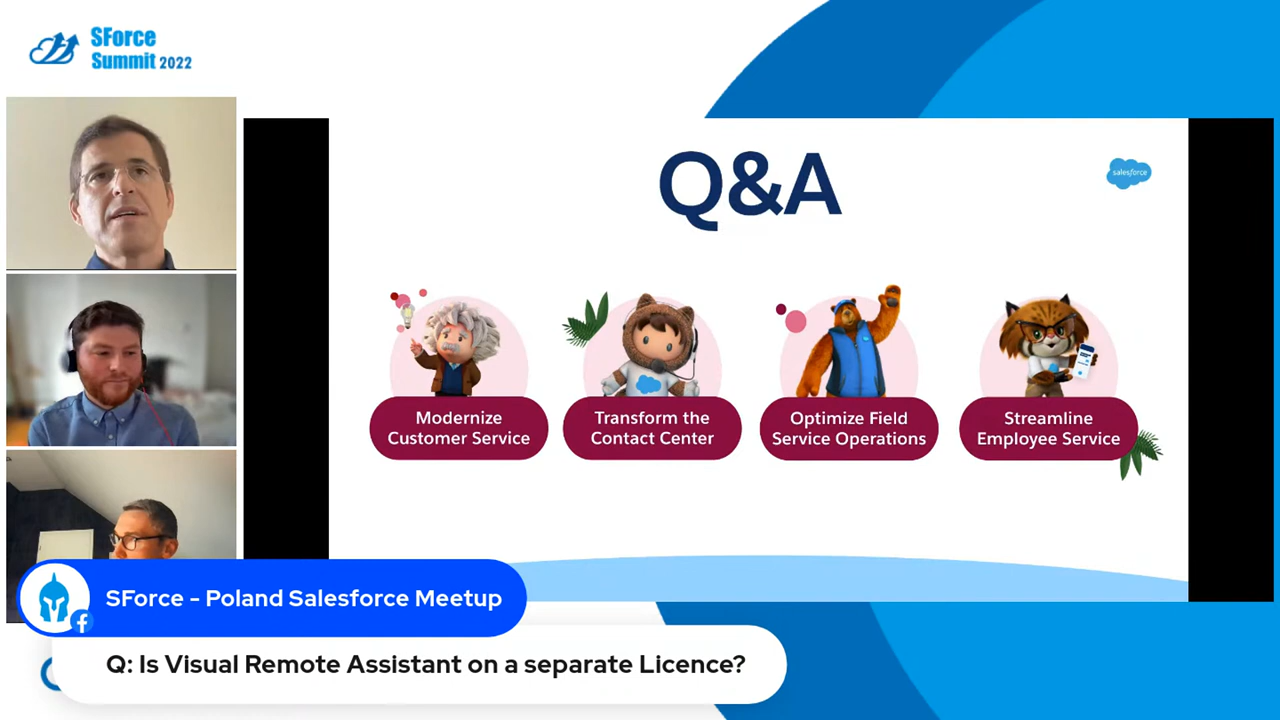 SForce
Summit 2022
Q&A
salesforce
Modernize
Customer Service
Transform the
Contact Center
Optimize Field
Service Operations
Streamline
Employee Service
SForce - Poland Salesforce Meetup
Q: Is Visual Remote Assistant on a separate Licence?